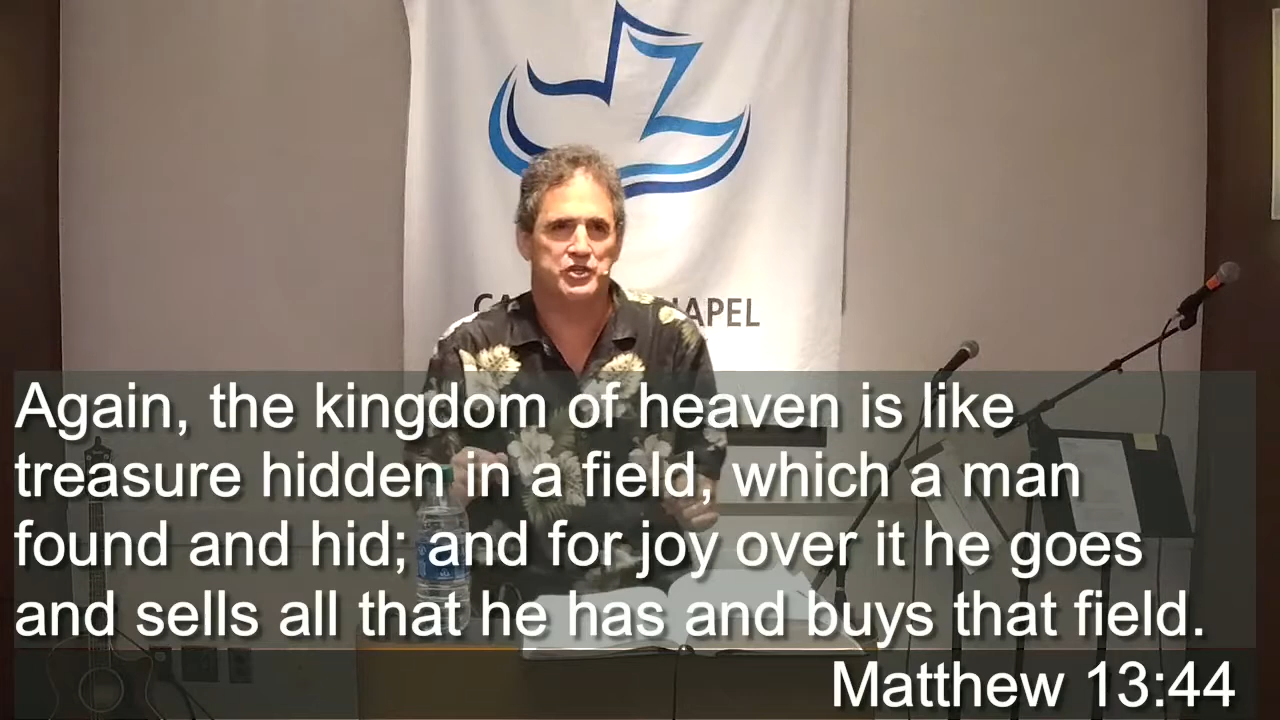 APEL
Again, the kingdom of heaven is like
treasure hidden in a field, which a man
found and hid; and for joy over it he goes
and sells all that he has and buys that field.
Matthew 13:44